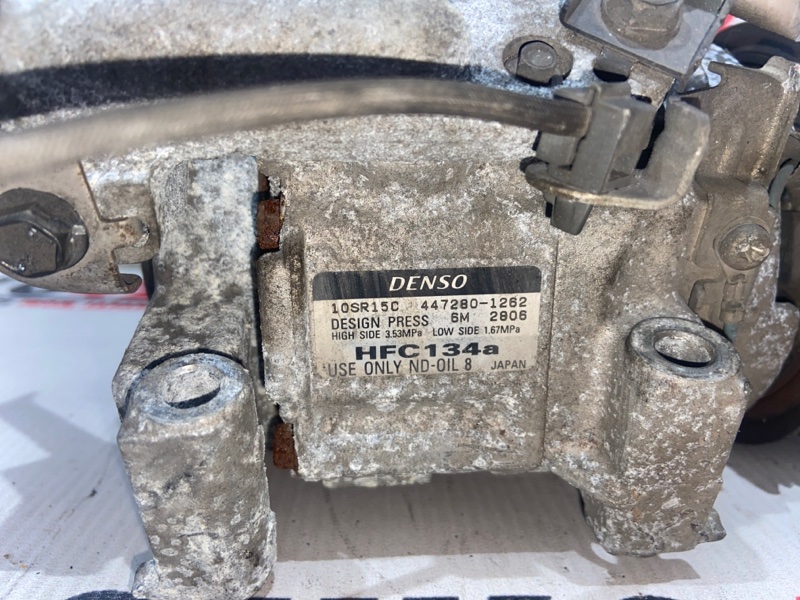 DENSO
10SR15C 447280-1262
DESIGN PRESS 6M 2806
HIGH SIDE 3.53MPa LOW SIDE 1.67MPa
HFC134a
USE ONLY ND-OIL 8 JAPAN